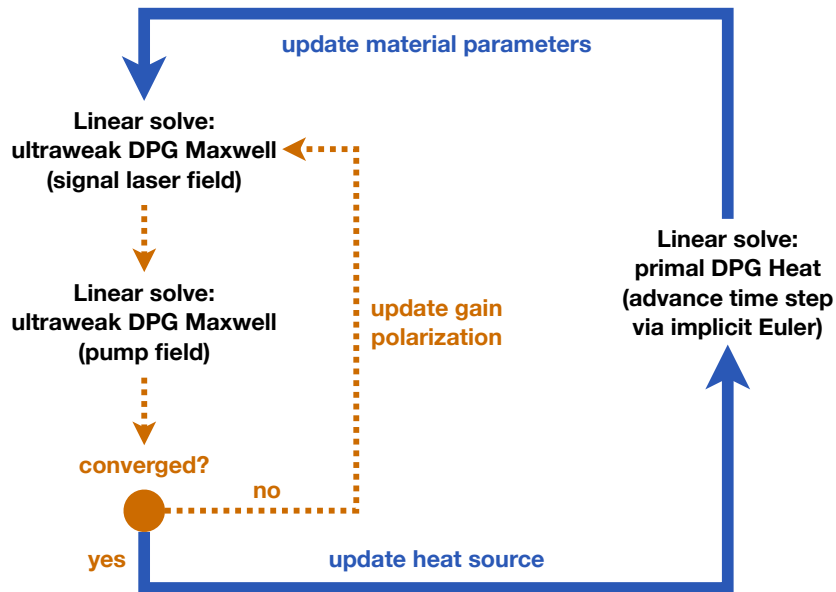 update material parameters
Linear solve:
ultraweak DPG Maxwell
(signal laser field)
Linear solve:
ultraweak DPG Maxwell
(pump field)
update gain
polarization
Linear solve:
primal DPG Heat
(advance time step
via implicit Euler)
converged?
no
yes
update heat source